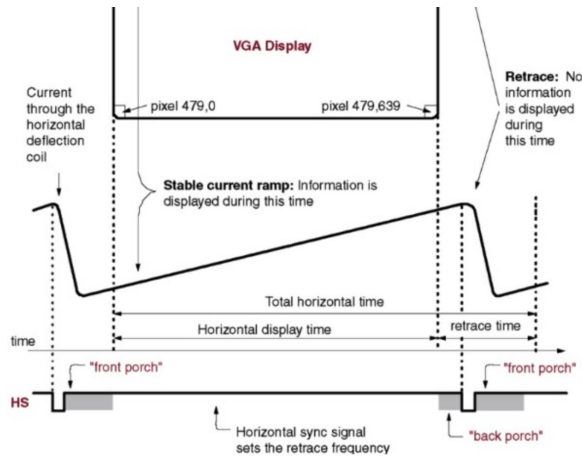 VGA Display
Retrace: No
information
is displayed
during
this time
Current
through the
horizontal
deflection
coil
pixel 479,0
pixel 479,639
Stable current ramp: Information is
displayed during this time
Total horizontal time
Horizontal display time
retrace time
time
"front porch"
"front porch"
HS
Horizontal sync signal
sets the retrace frequency
"back porch"